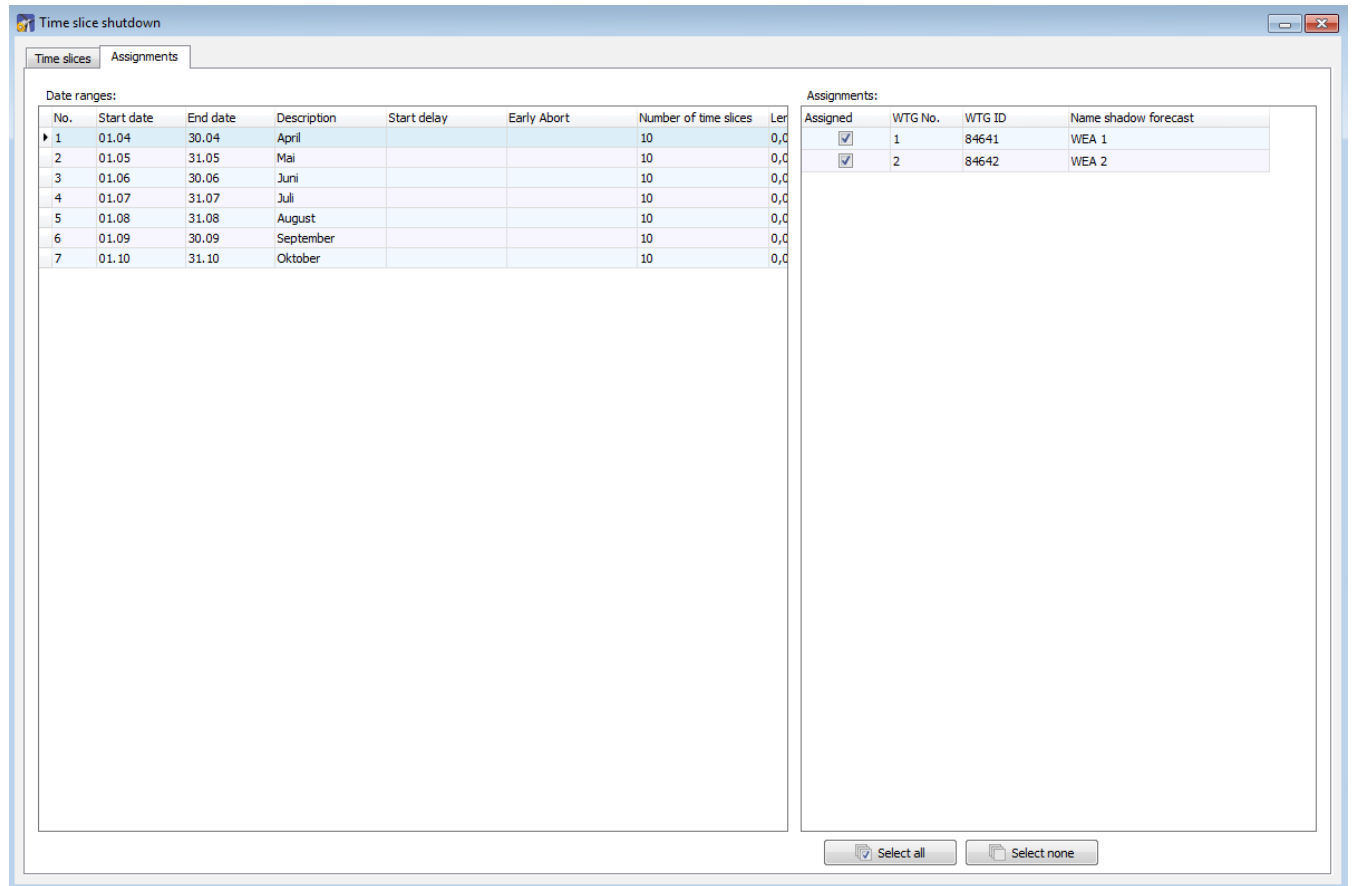 Time slice shutdown
Time slices Assignments
Date ranges:
No. Start date End date Description Start delay Early Abort Number of time slices Ler
1 01.04 30.04 April 10 0,0
2 01.05 31.05 Mai 10 0,0
3 01.06 30.06 Juni 10 0,0
4 01.07 31.07 Juli 10 0,0
5 01.08 31.08 August 10 0,0
6 01.09 30.09 September 10 0,0
7 01.10 31.10 Oktober 10 0,0
Assignments:
Assigned WTG No. WTG ID Name shadow forecast
1 84641 WEA 1
2 84642 WEA 2
Select all Select none